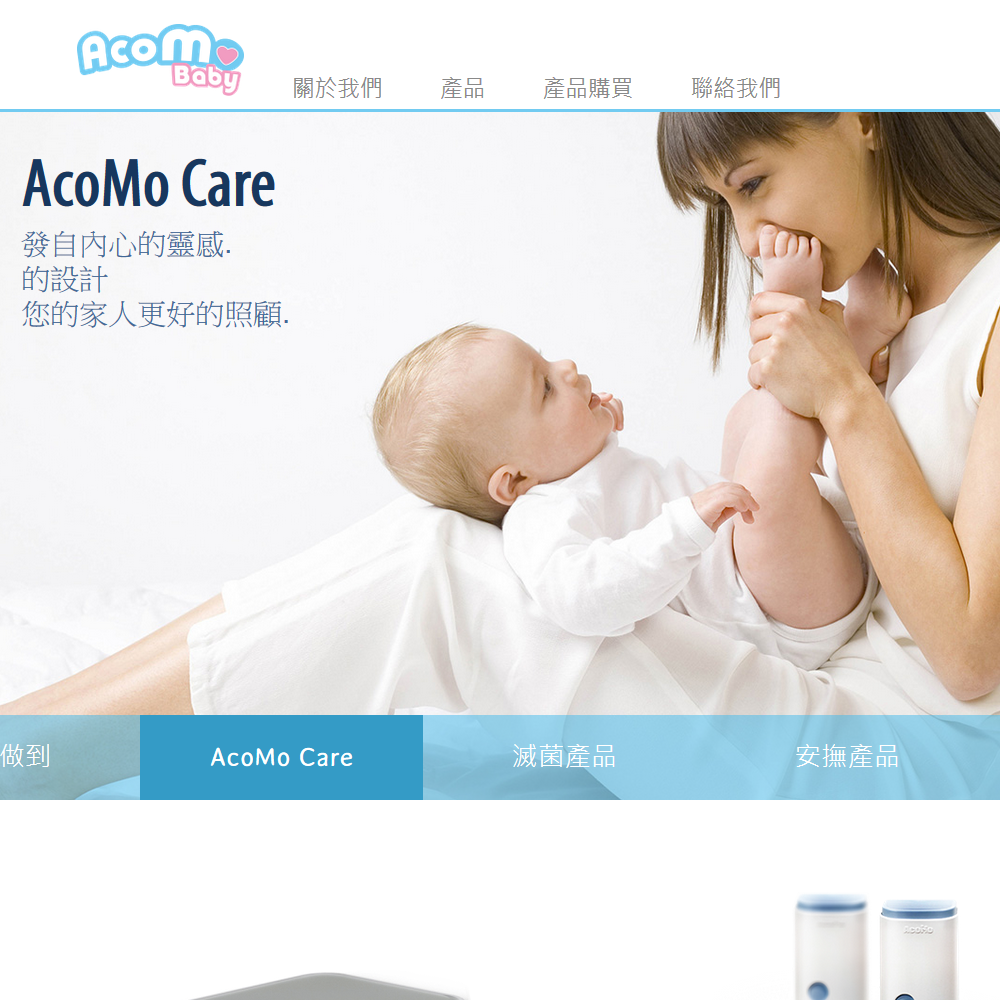 AcoMo
Baby
關於我們 產品 產品購買 聯絡我們
AcoMo Care
發自內心的靈感.
的設計
您的家人更好的照顧.
做到 AcoMo Care 滅菌產品 安撫產品
AcoMo